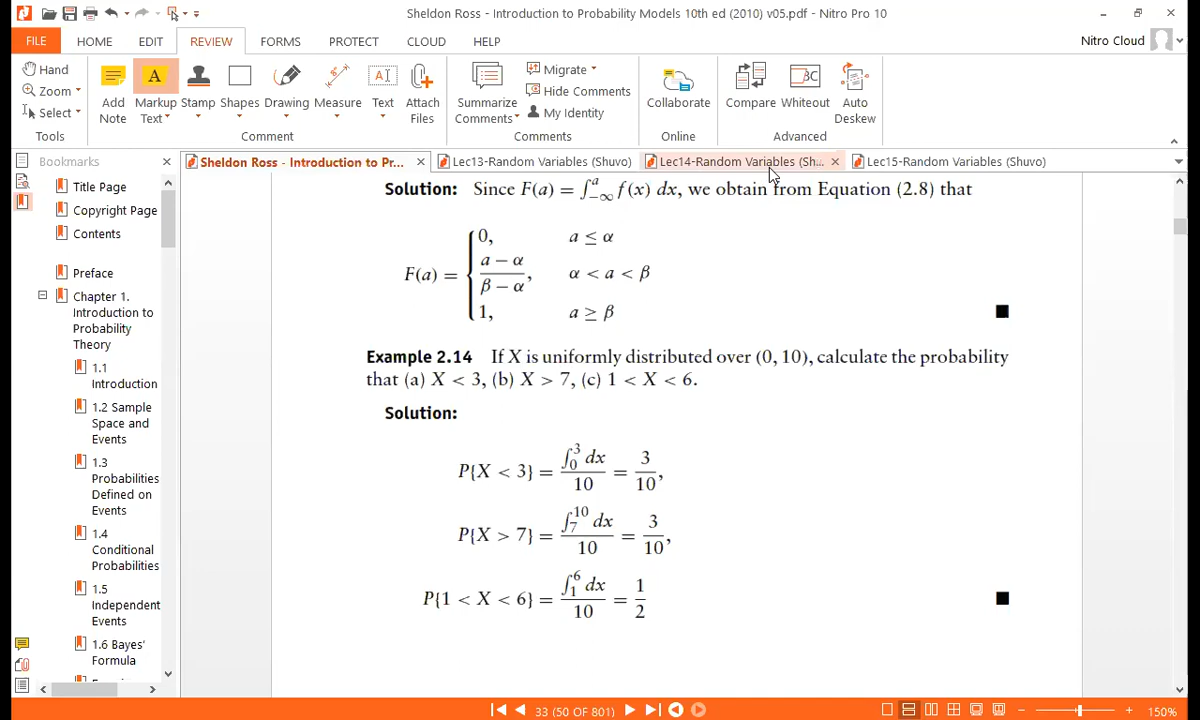 Sheldon Ross - Introduction to Probability Models 10th ed (2010) v05.pdf - Nitro Pro 10
FILE HOME EDIT REVIEW FORMS PROTECT CLOUD HELP Nitro Cloud
Hand
Zoom
Select
Tools
Add Note
Markup Text
Stamp
Shapes
Drawing
Measure
Text
Attach Files
Comment
Summarize Comments
Migrate
Hide Comments
My Identity
Comments
Collaborate
Online
Compare
Whiteout
Auto Deskew
Advanced
Bookmarks
Sheldon Ross - Introduction to Pr...
Lec13-Random Variables (Shuvo)
Lec14-Random Variables (Sh...
Lec15-Random Variables (Shuvo)
Title Page
Copyright Page
Contents
Preface
Chapter 1.
Introduction to
Probability
Theory
1.1
Introduction
1.2 Sample
Space and
Events
1.3
Probabilities
Defined on
Events
1.4
Conditional
Probabilities
1.5
Independent
Events
1.6 Bayes'
Formula
Solution: Since F(a) = ∫_{−∞}^{a} f(x) dx, we obtain from Equation (2.8) that
F(a) = { 0, a ≤ α
(a − α)/(β − α), α < a < β
1, a ≥ β
■
Example 2.14 If X is uniformly distributed over (0, 10), calculate the probability
that (a) X < 3, (b) X > 7, (c) 1 < X < 6.
Solution:
P{X < 3} = ∫_0^3 dx / 10 = 3/10,
P{X > 7} = ∫_7^10 dx / 10 = 3/10,
P{1 < X < 6} = ∫_1^6 dx / 10 = 1/2 ■
33 (50 OF 801) 150%